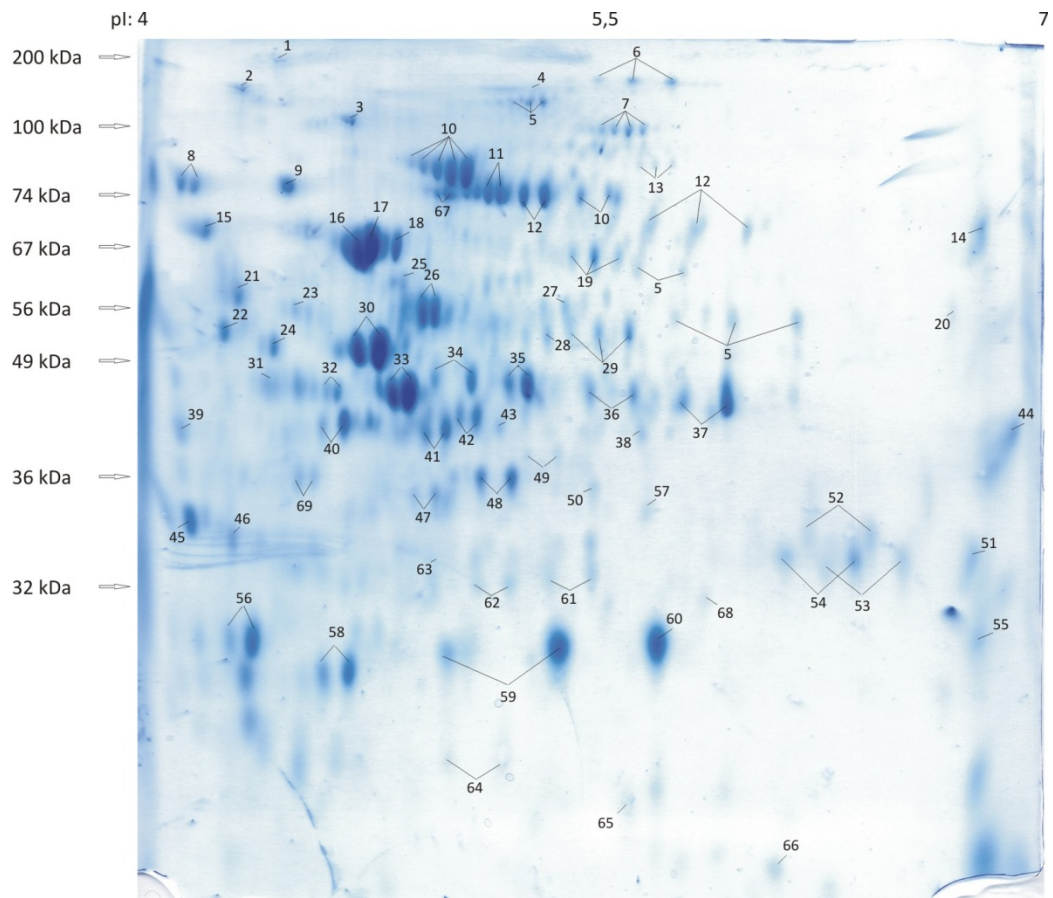 pI: 4 5,5 7
200 kDa 1 6
2 4
3 5 7
100 kDa
10
8 9 11 13
74 kDa 67 12 10 12
15 16 17 18 14
67 kDa
25 19 5
21 26
23 27
56 kDa 20
22 24 30 28 29 5
49 kDa
31 32 33 34 35
39 43 36 37 44
40 41 42 38
36 kDa 49
69 47 48 50 57 52
45 46
63 51
32 kDa 62 61 68 54 53
56 60 55
58
59
64
65
66